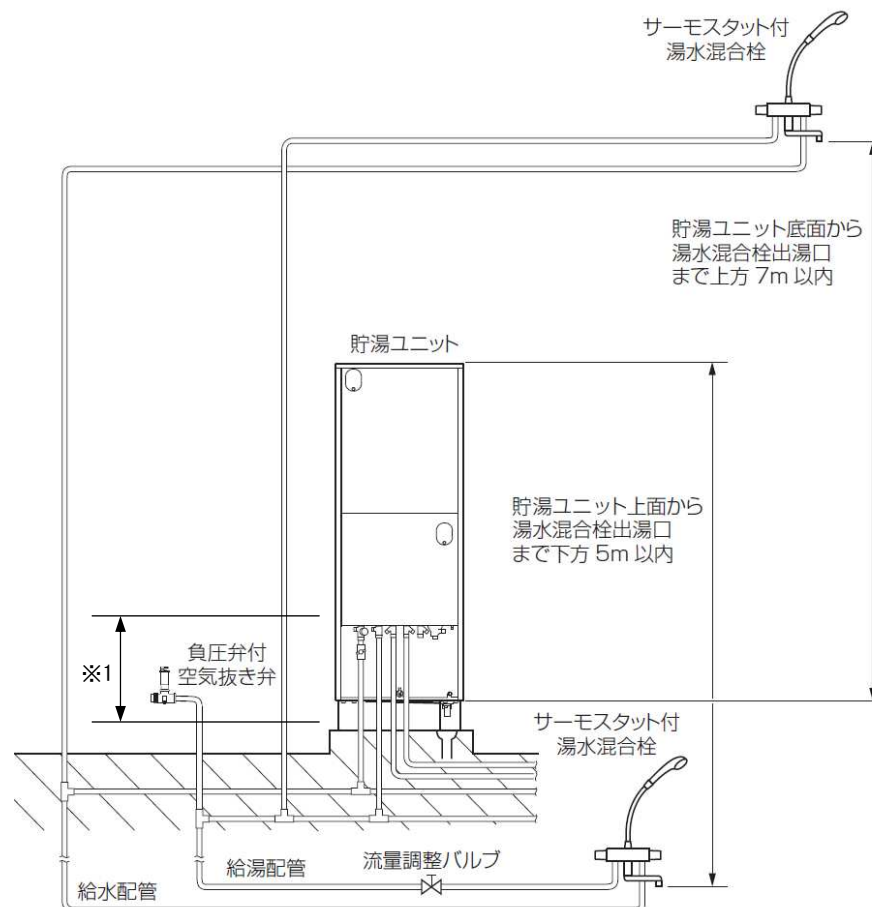 サーモスタット付
湯水混合栓
貯湯ユニット底面から
湯水混合栓出湯口
まで上方 7m 以内
貯湯ユニット
貯湯ユニット上面から
湯水混合栓出湯口
まで下方 5m 以内
※1
負圧弁付
空気抜き弁
サーモスタット付
湯水混合栓
給湯配管
流量調整バルブ
給水配管